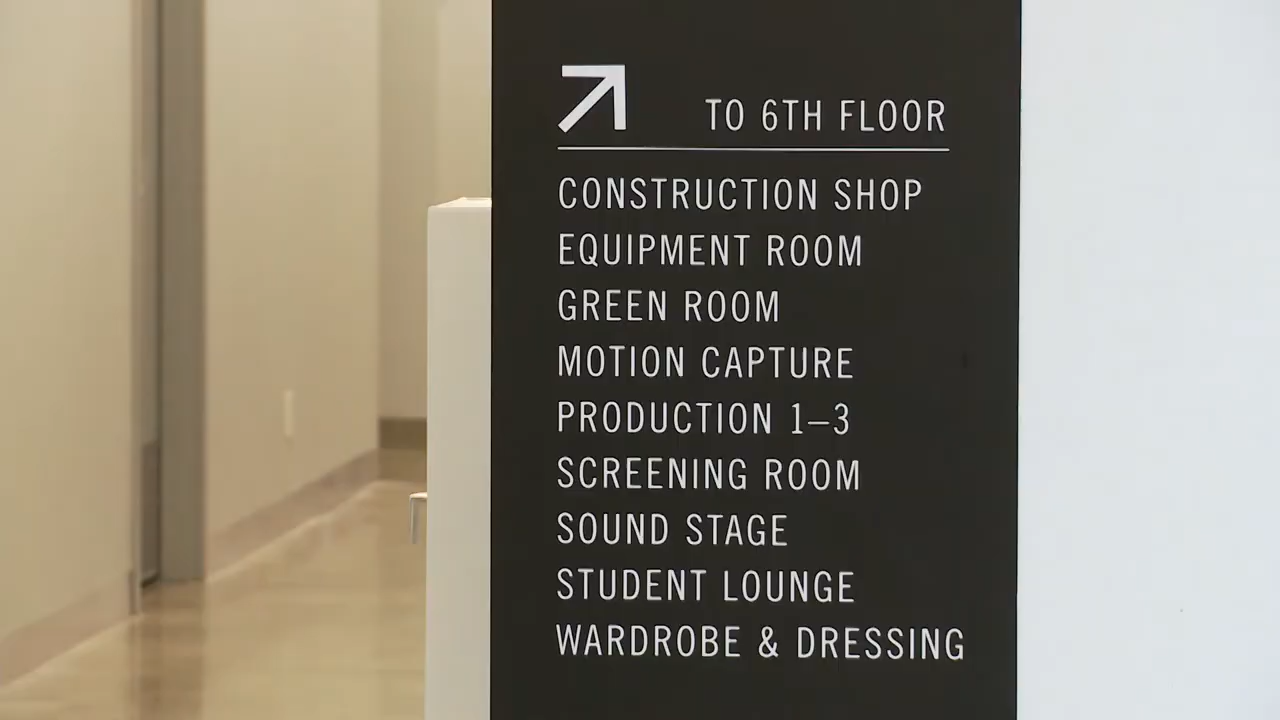 TO 6TH FLOOR
CONSTRUCTION SHOP
EQUIPMENT ROOM
GREEN ROOM
MOTION CAPTURE
PRODUCTION 1–3
SCREENING ROOM
SOUND STAGE
STUDENT LOUNGE
WARDROBE & DRESSING